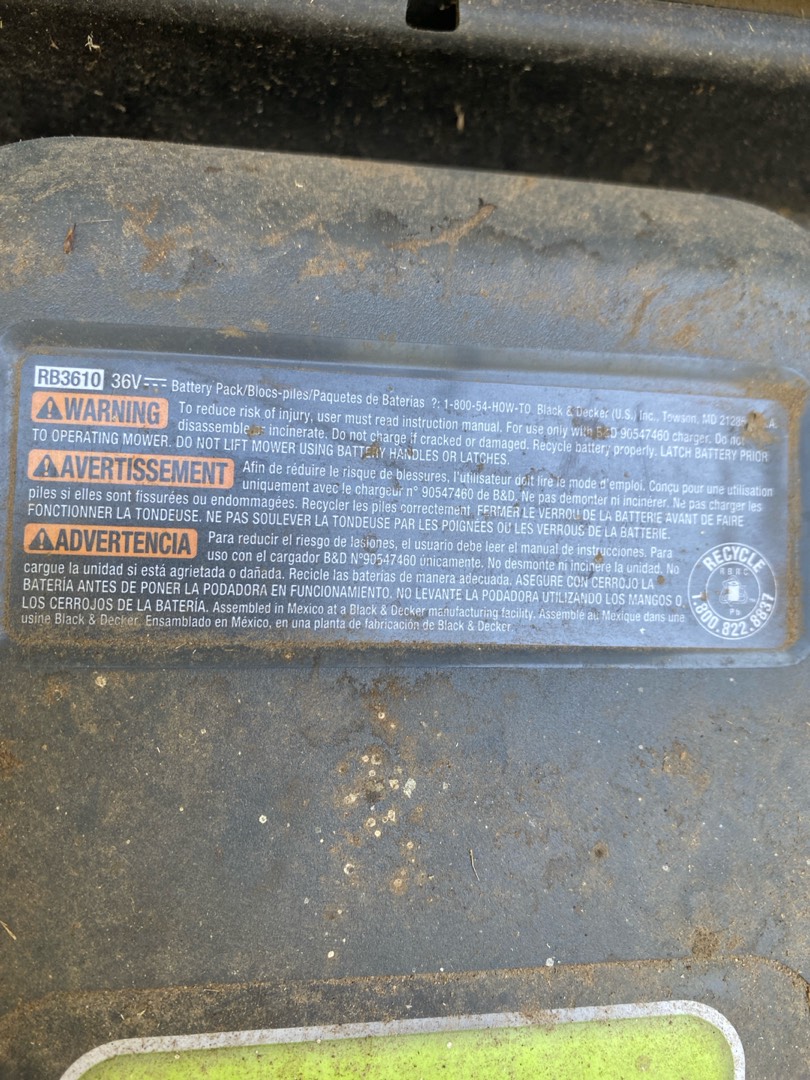 RB3610 36V Battery Pack/Blocs-piles/Paquetes de Baterias ?: 1-800-54-HOW-TO Black & Decker (U.S.) Inc., Towson, MD A.
WARNING To reduce risk of injury, user must read instruction manual. For use only with B&D 90547460 charger. Do not
disassemble or incinerate. Do not charge if cracked or damaged. Recycle battery properly. LATCH BATTERY PRIOR
TO OPERATING MOWER. DO NOT LIFT MOWER USING BATTERY HANDLES OR LATCHES.
AVERTISSEMENT Afin de réduire le risque de blessures, l'utilisateur doit lire le mode d'emploi. Conçu pour une utilisation
uniquement avec le chargeur n° 90547460 de B&D. Ne pas démonter ni incinérer. Ne pas charger les
piles si elles sont fissurées ou endommagées. Recycler les piles correctement. FERMER LE VERROU DE LA BATTERIE AVANT DE FAIRE
FONCTIONNER LA TONDEUSE. NE PAS SOULEVER LA TONDEUSE PAR LES POIGNÉES OU LES VERROUS DE LA BATTERIE.
ADVERTENCIA Para reducir el riesgo de lesiones, el usuario debe leer el manual de instrucciones. Para
uso con el cargador B&D N°90547460 únicamente. No desmonte ni incinere la unidad. No
cargue la unidad si está agrietada o dañada. Recicle las baterías de manera adecuada. ASEGURE CON CERROJO LA
BATERÍA ANTES DE PONER LA PODADORA EN FUNCIONAMIENTO. NO LEVANTE LA PODADORA UTILIZANDO LOS MANGOS O
LOS CERROJOS DE LA BATERÍA. Assembled in Mexico at a Black & Decker manufacturing facility. Assemblé au Mexique dans une
usine Black & Decker. Ensamblado en México, en una planta de fabricación de Black & Decker.
RECYCLE
RBRC
Pb
1.800.822.8837